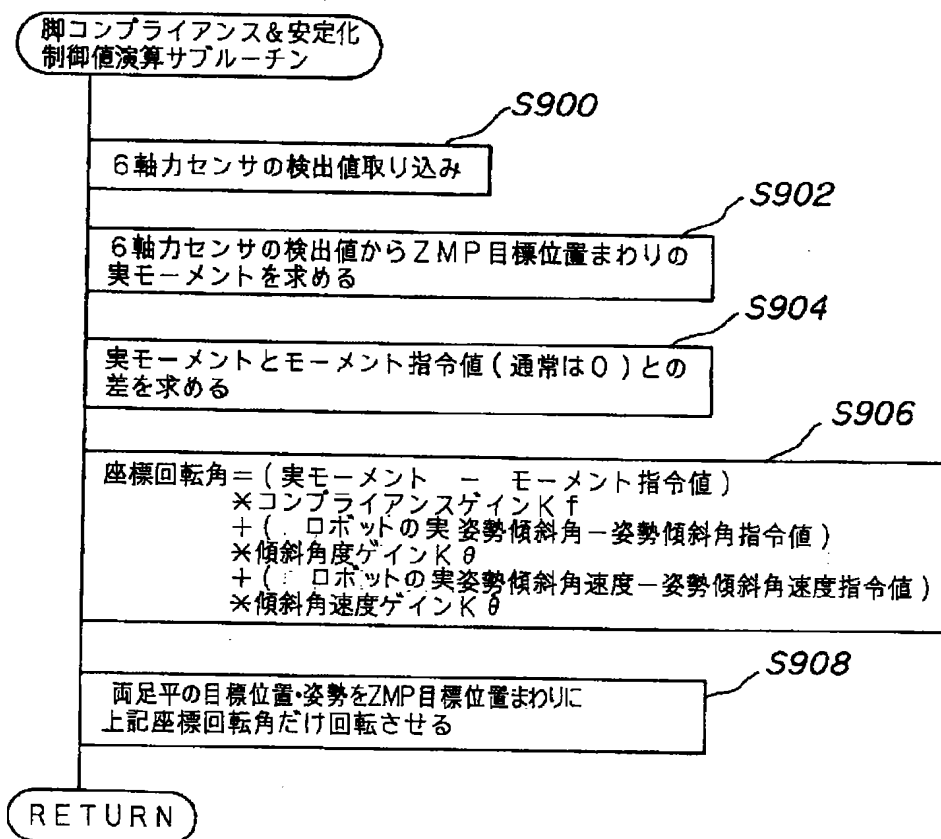 脚コンプライアンス&安定化
制御値演算サブルーチン
S900
6軸力センサの検出値取り込み
S902
6軸力センサの検出値からZMP目標位置まわりの
実モーメントを求める
S904
実モーメントとモーメント指令値(通常は0)との
差を求める
S906
座標回転角=(実モーメント - モーメント指令値)
*コンプライアンスゲインKf
+(ロボットの実姿勢傾斜角-姿勢傾斜角指令値)
*傾斜角度ゲインKθ
+(ロボットの実姿勢傾斜角速度-姿勢傾斜角速度指令値)
*傾斜角速度ゲインKθ
S908
両足平の目標位置・姿勢をZMP目標位置まわりに
上記座標回転角だけ回転させる
RETURN